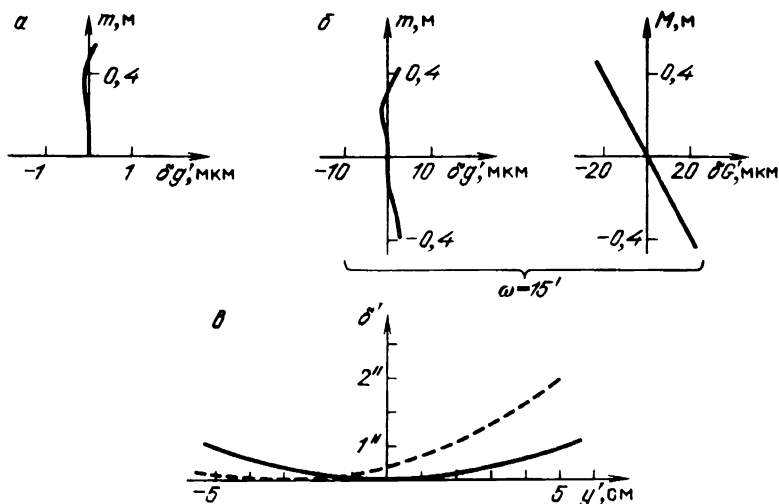 а m,м б m,м M,м
0,4 0,4 0,4
-1 1 δg',мкм -10 10 δg',мкм -20 20 δG',мкм
-0,4 -0,4
ω=15'
в δ'
2"
1"
-5 5 y',см